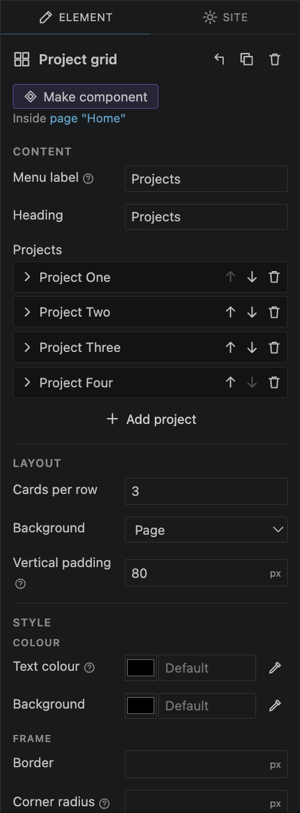 ELEMENT
SITE
Project grid
Make component
Inside page "Home"
CONTENT
Menu label ?
Projects
Heading
Projects
Projects
Project One
Project Two
Project Three
Project Four
+ Add project
LAYOUT
Cards per row
3
Background
Page
Vertical padding
?
80 px
STYLE
COLOUR
Text colour ?
Default
Background
Default
FRAME
Border
px
Corner radius ?
px